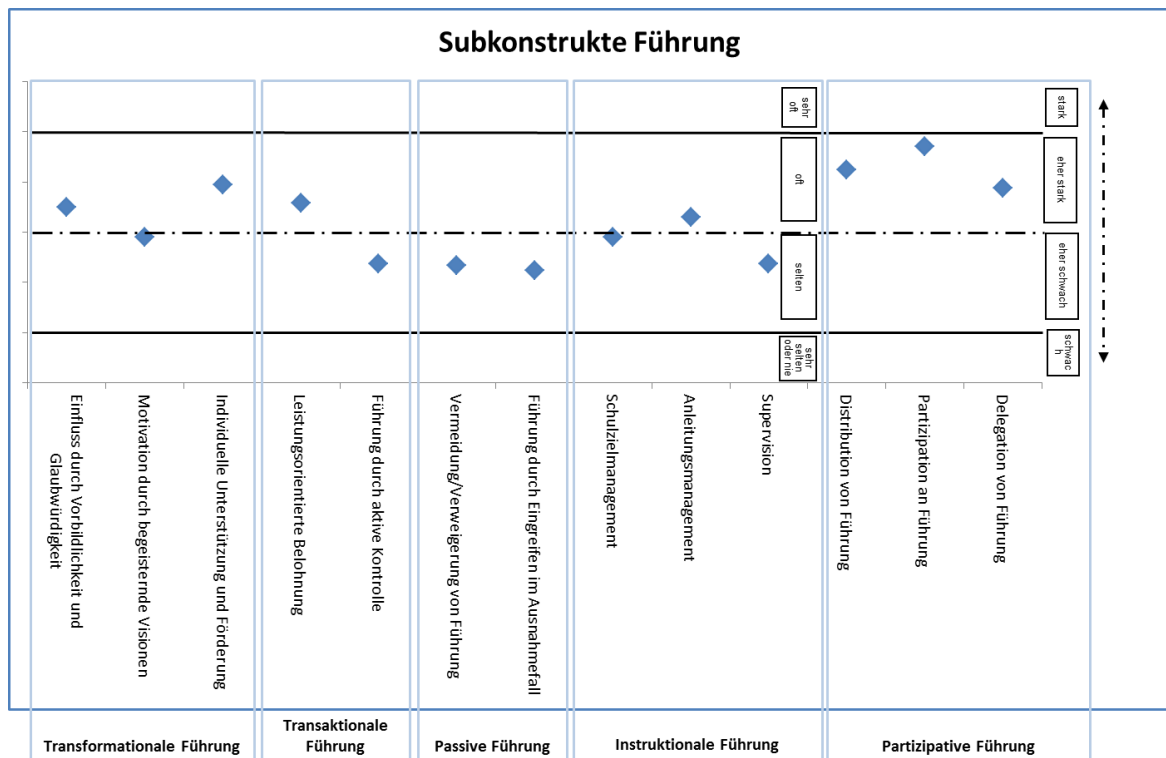 Subkonstrukte Führung
sehr
oft
oft
selten
sehr
selten
oder nie
stark
eher stark
eher schwach
schwac
h
Einfluss durch Vorbildlichkeit und
Glaubwürdigkeit
Motivation durch begeisternde Visionen
Individuelle Unterstützung und Förderung
Leistungsorientierte Belohnung
Führung durch aktive Kontrolle
Vermeidung/Verweigerung von Führung
Führung durch Eingreifen im Ausnahmefall
Schulzielmanagement
Anleitungsmanagement
Supervision
Distribution von Führung
Partizipation an Führung
Delegation von Führung
Transformationale Führung
Transaktionale
Führung
Passive Führung
Instruktionale Führung
Partizipative Führung